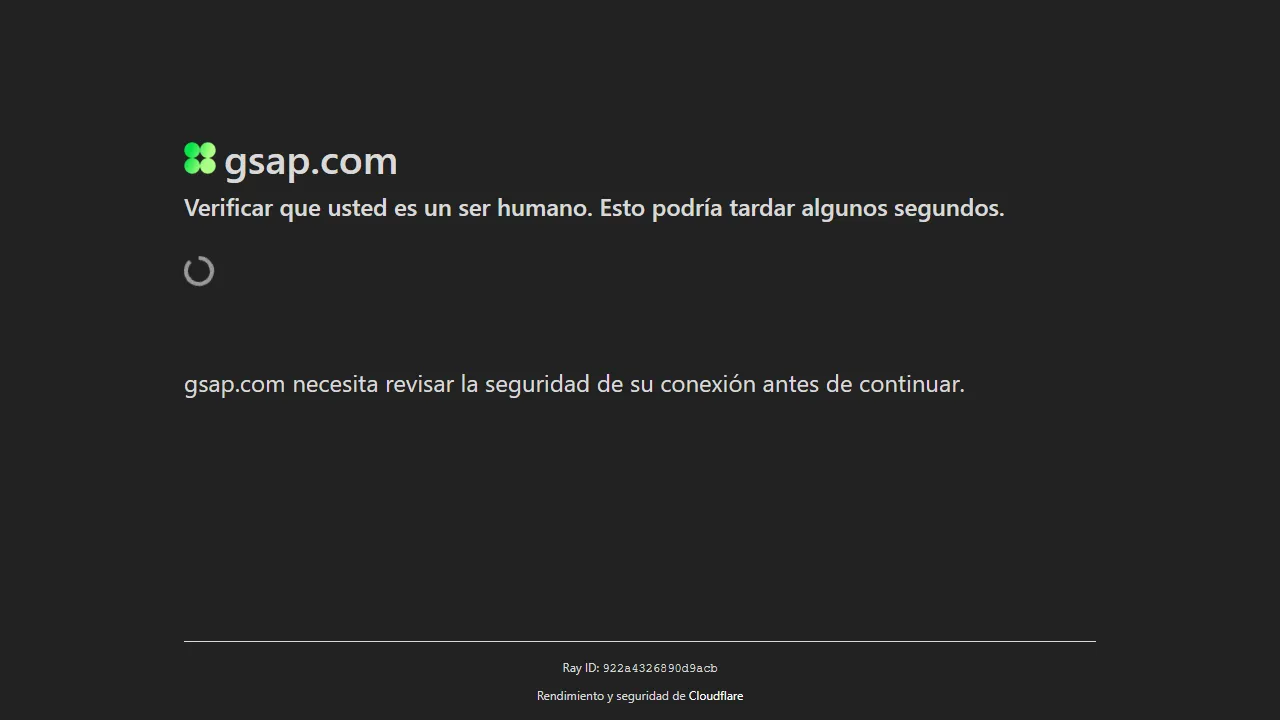 gsap.com
Verificar que usted es un ser humano. Esto podría tardar algunos segundos.
gsap.com necesita revisar la seguridad de su conexión antes de continuar.
Ray ID: 922a4326890d9acb
Rendimiento y seguridad de Cloudflare